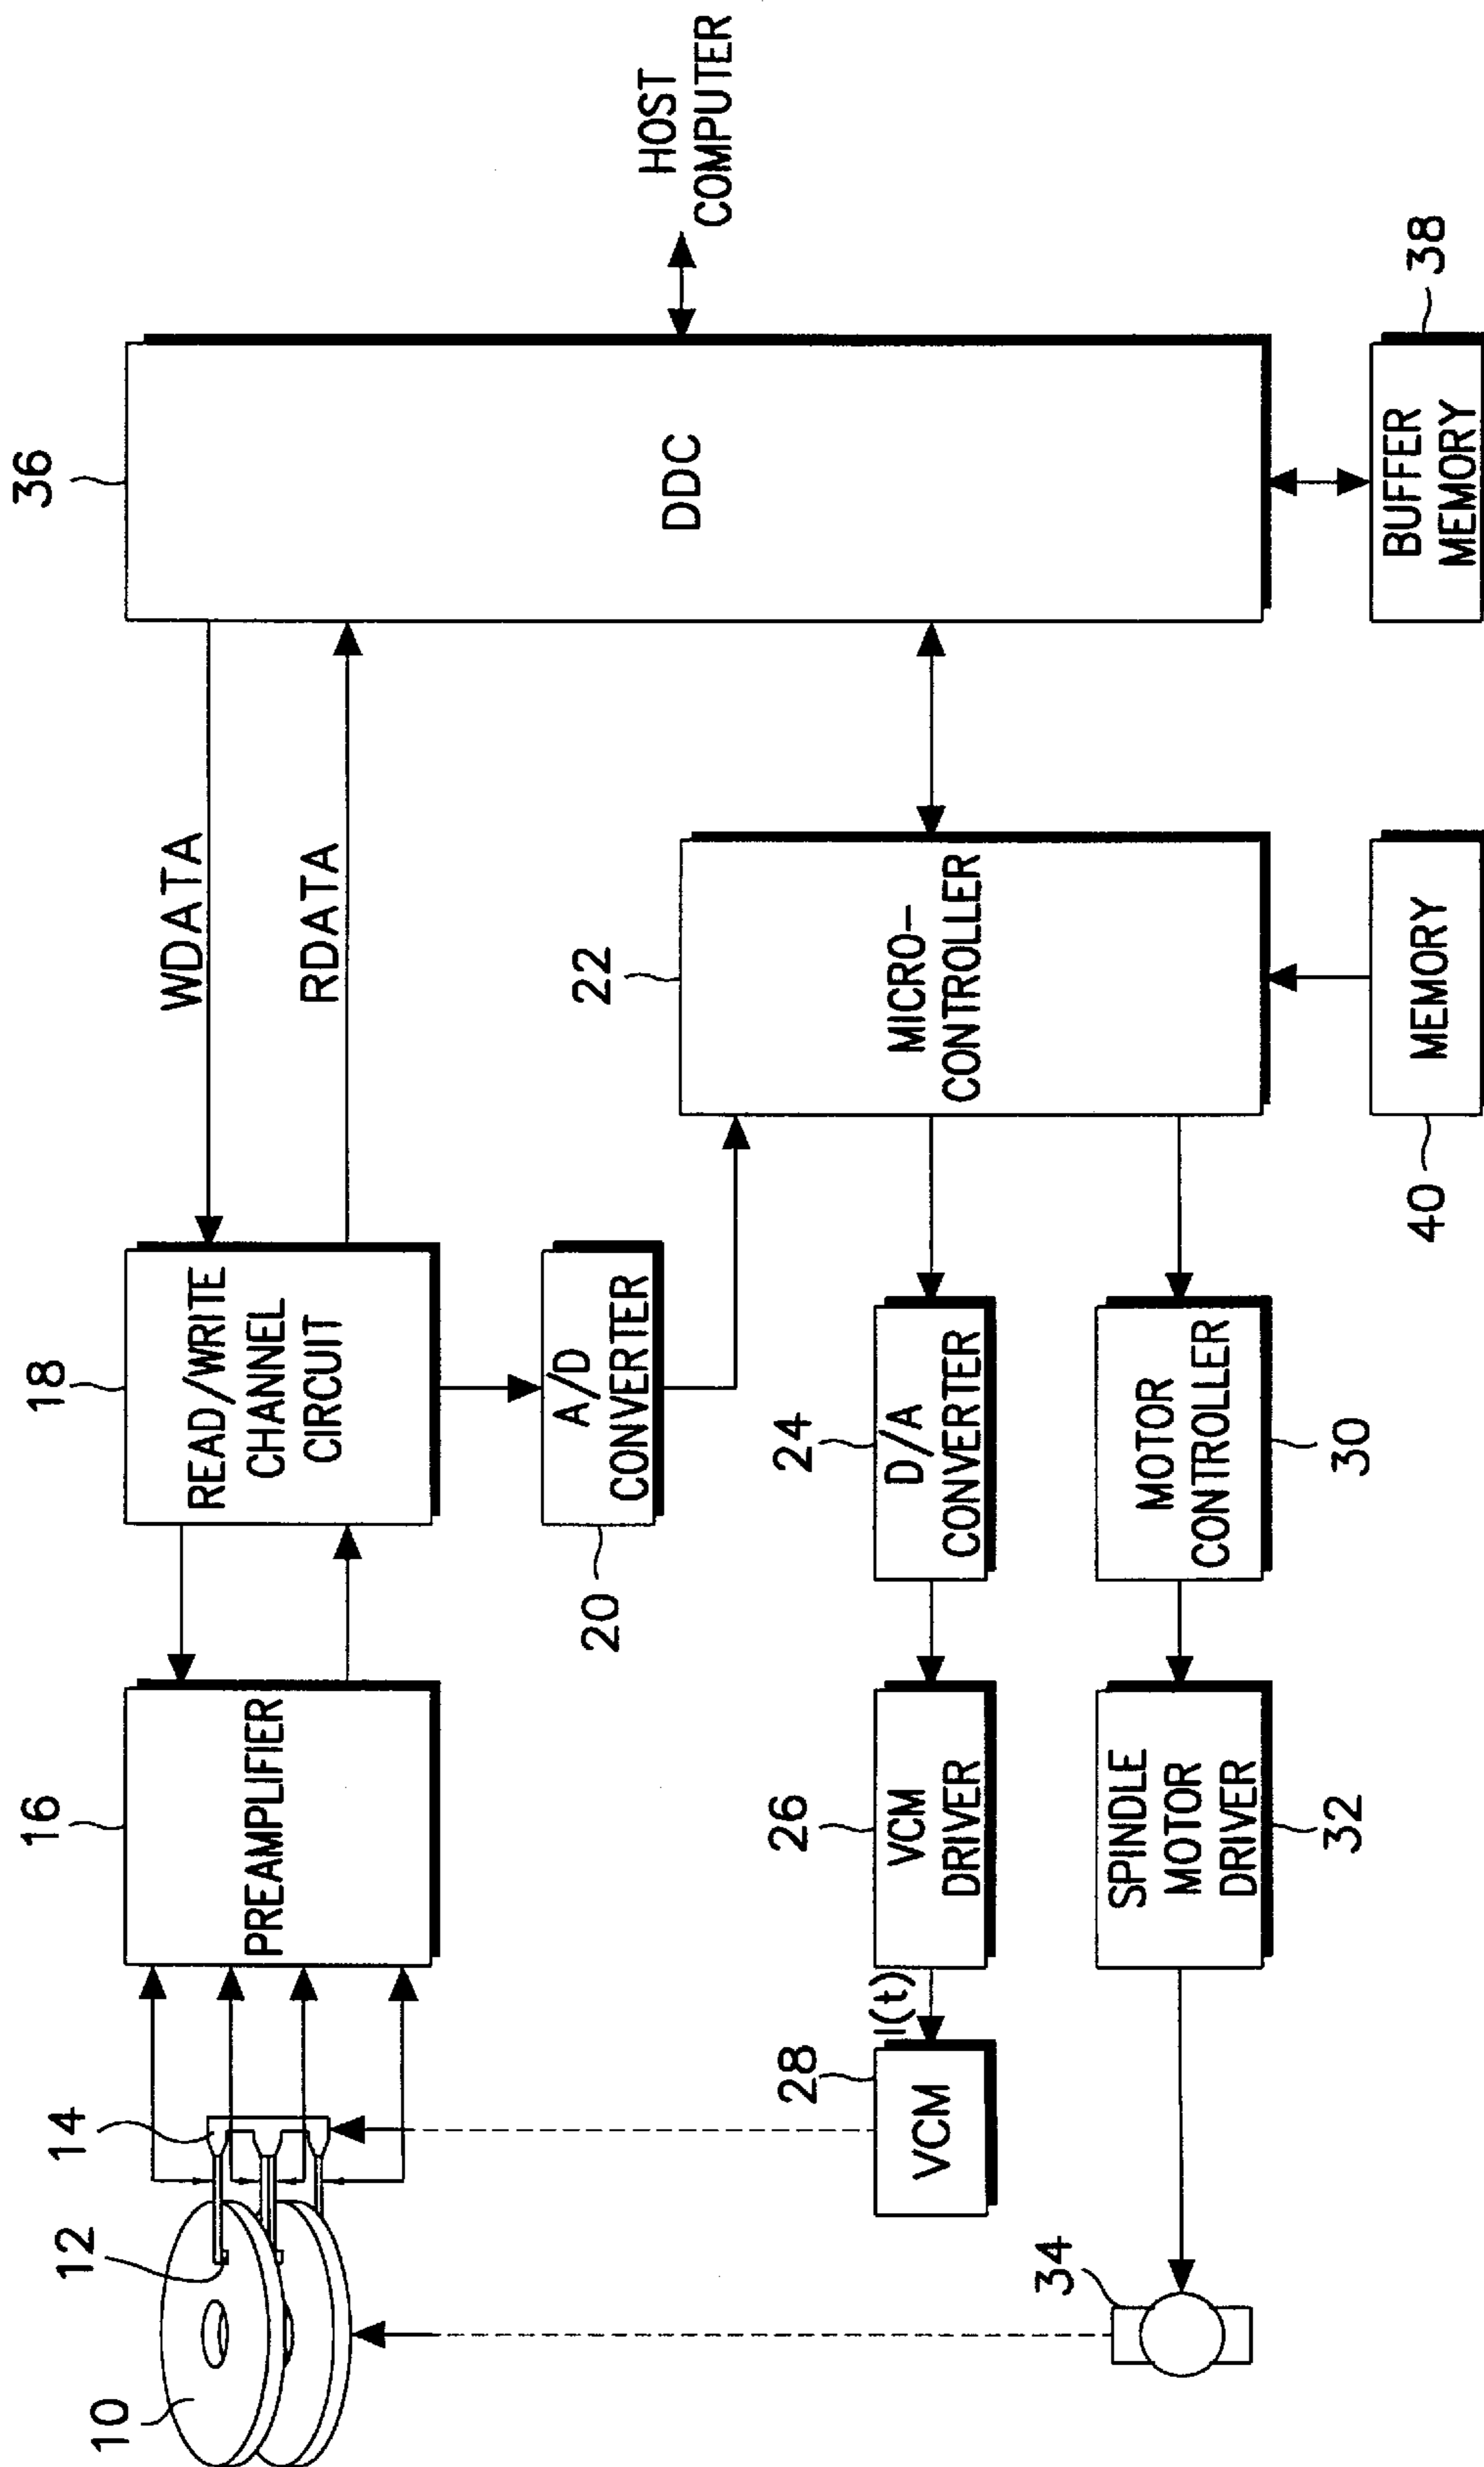 10
12
14
16
PREAMPLIFIER
18
READ/WRITE
CHANNEL
CIRCUIT
WDATA
RDATA
36
DDC
HOST
COMPUTER
20
A/D
CONVERTER
22
MICRO-
CONTROLLER
28
VCM
I(t)
26
VCM
DRIVER
24
D/A
CONVERTER
34
SPINDLE
MOTOR
DRIVER
32
MOTOR
CONTROLLER
30
40
MEMORY
BUFFER
MEMORY
38